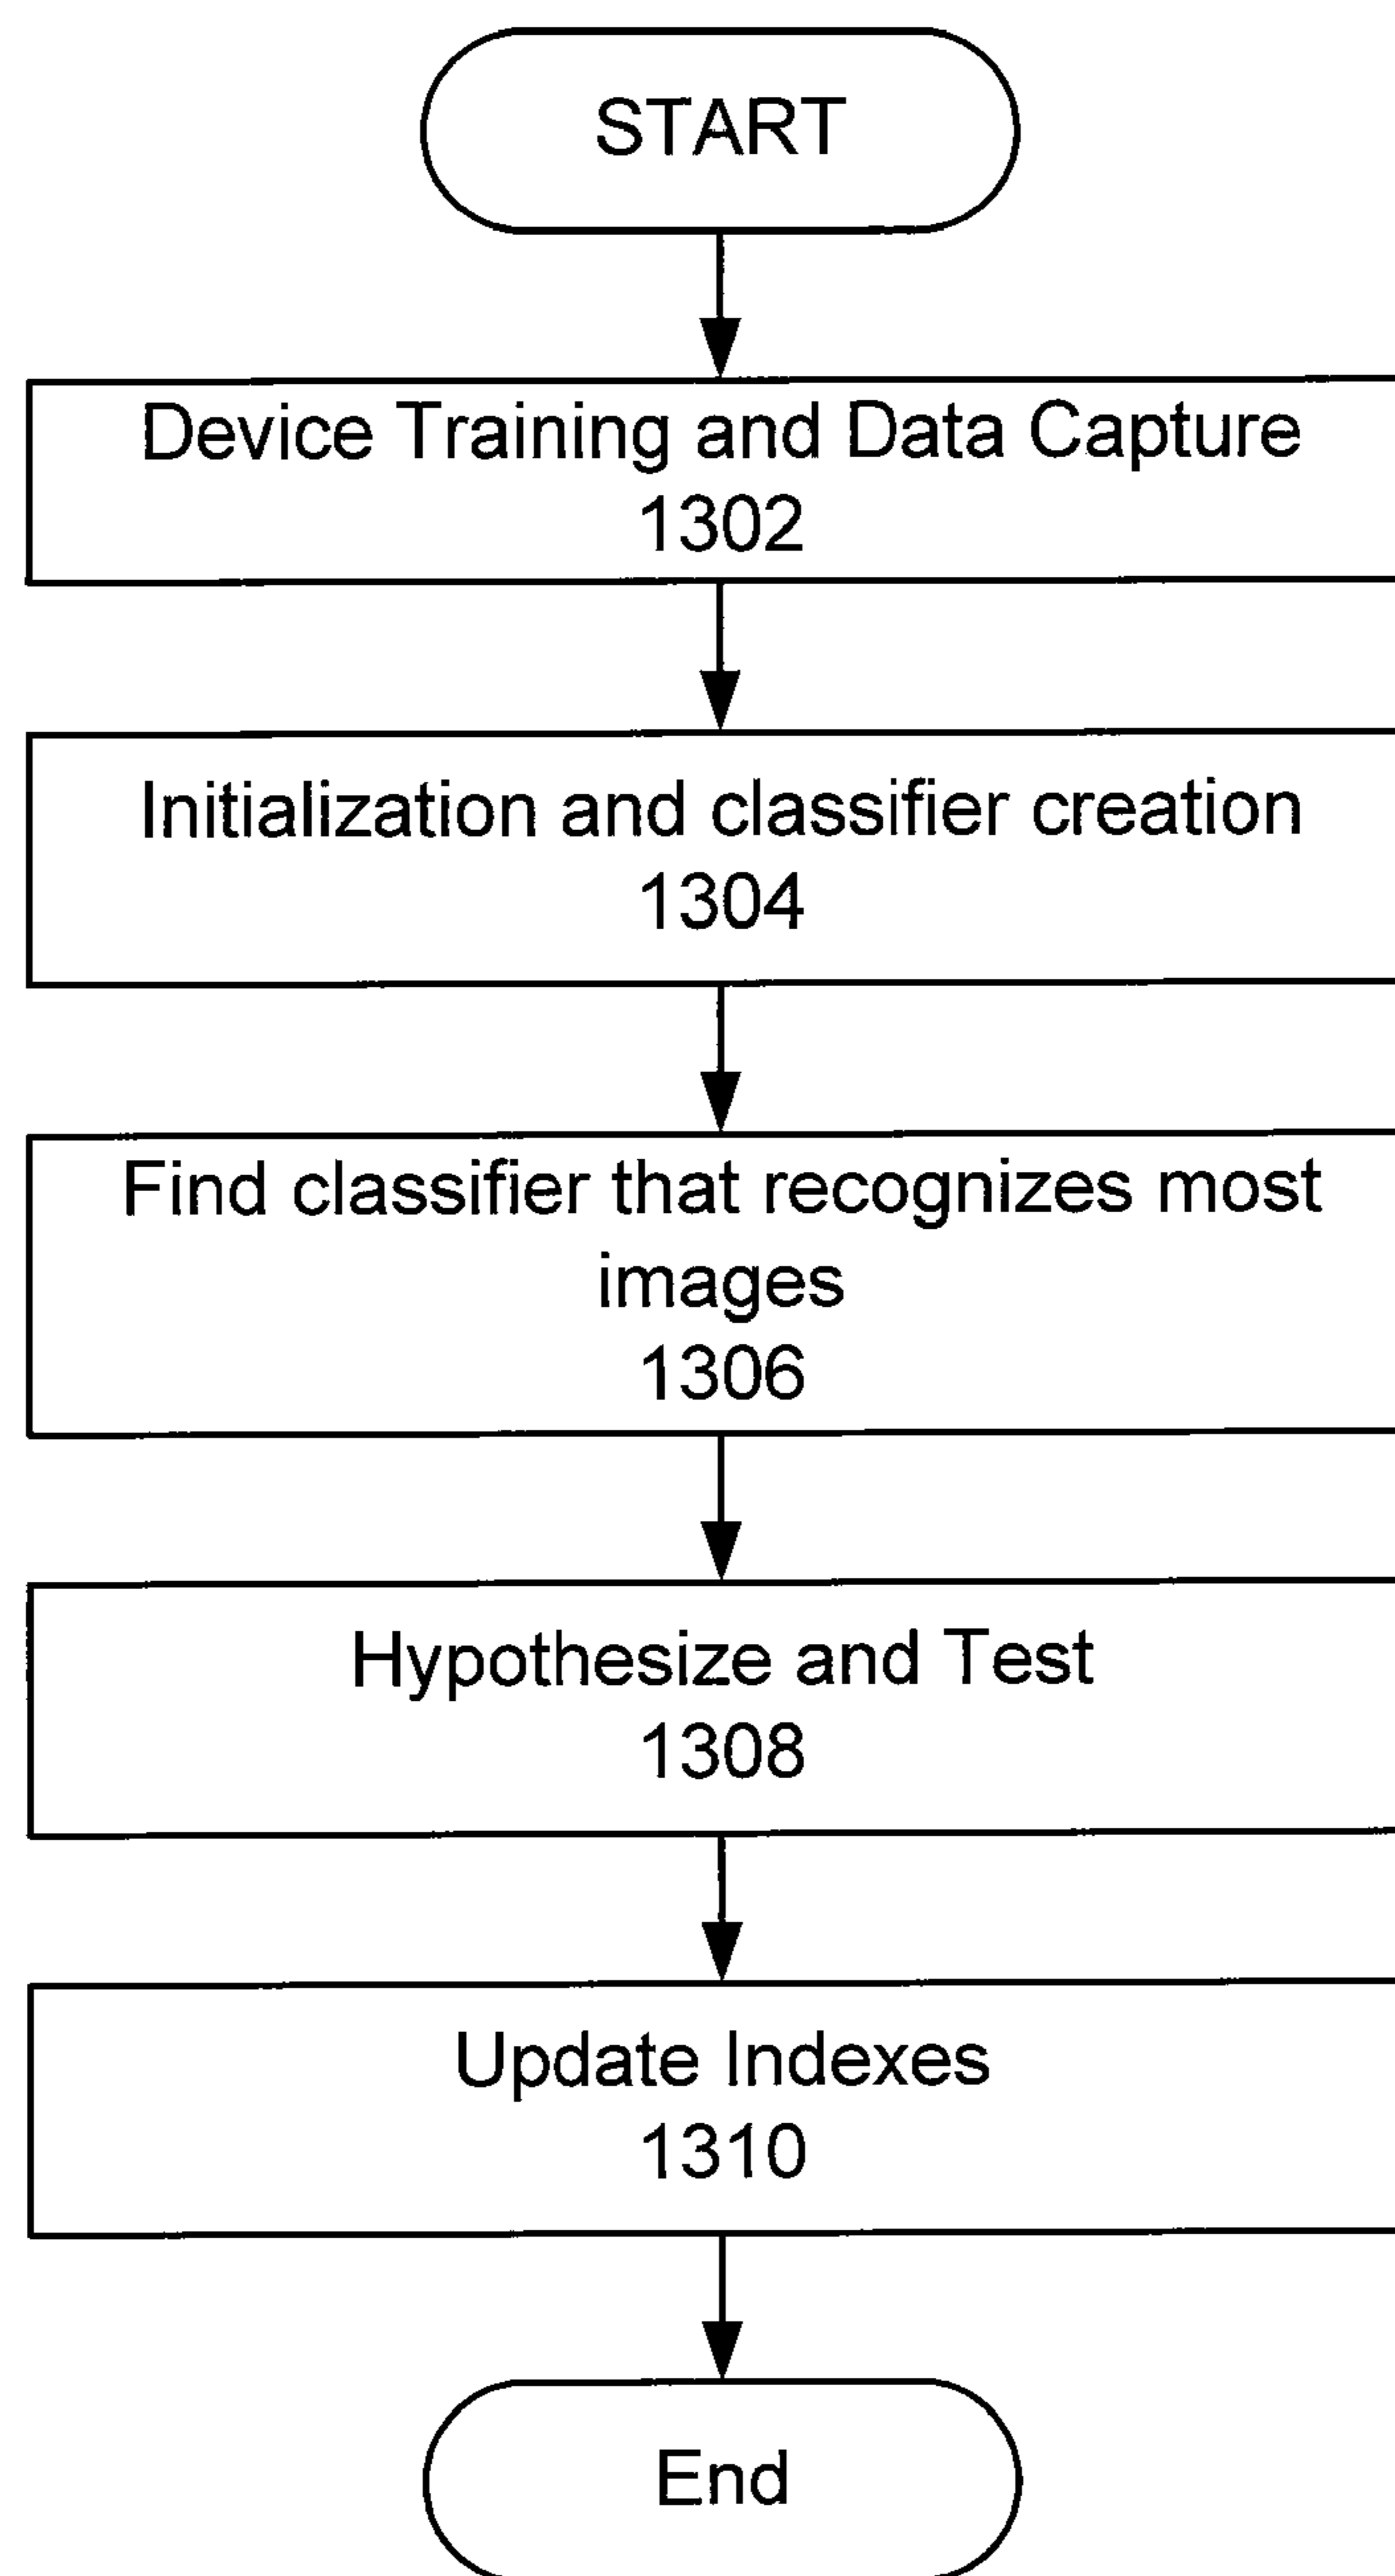 START
Device Training and Data Capture
1302
Initialization and classifier creation
1304
Find classifier that recognizes most
images
1306
Hypothesize and Test
1308
Update Indexes
1310
End